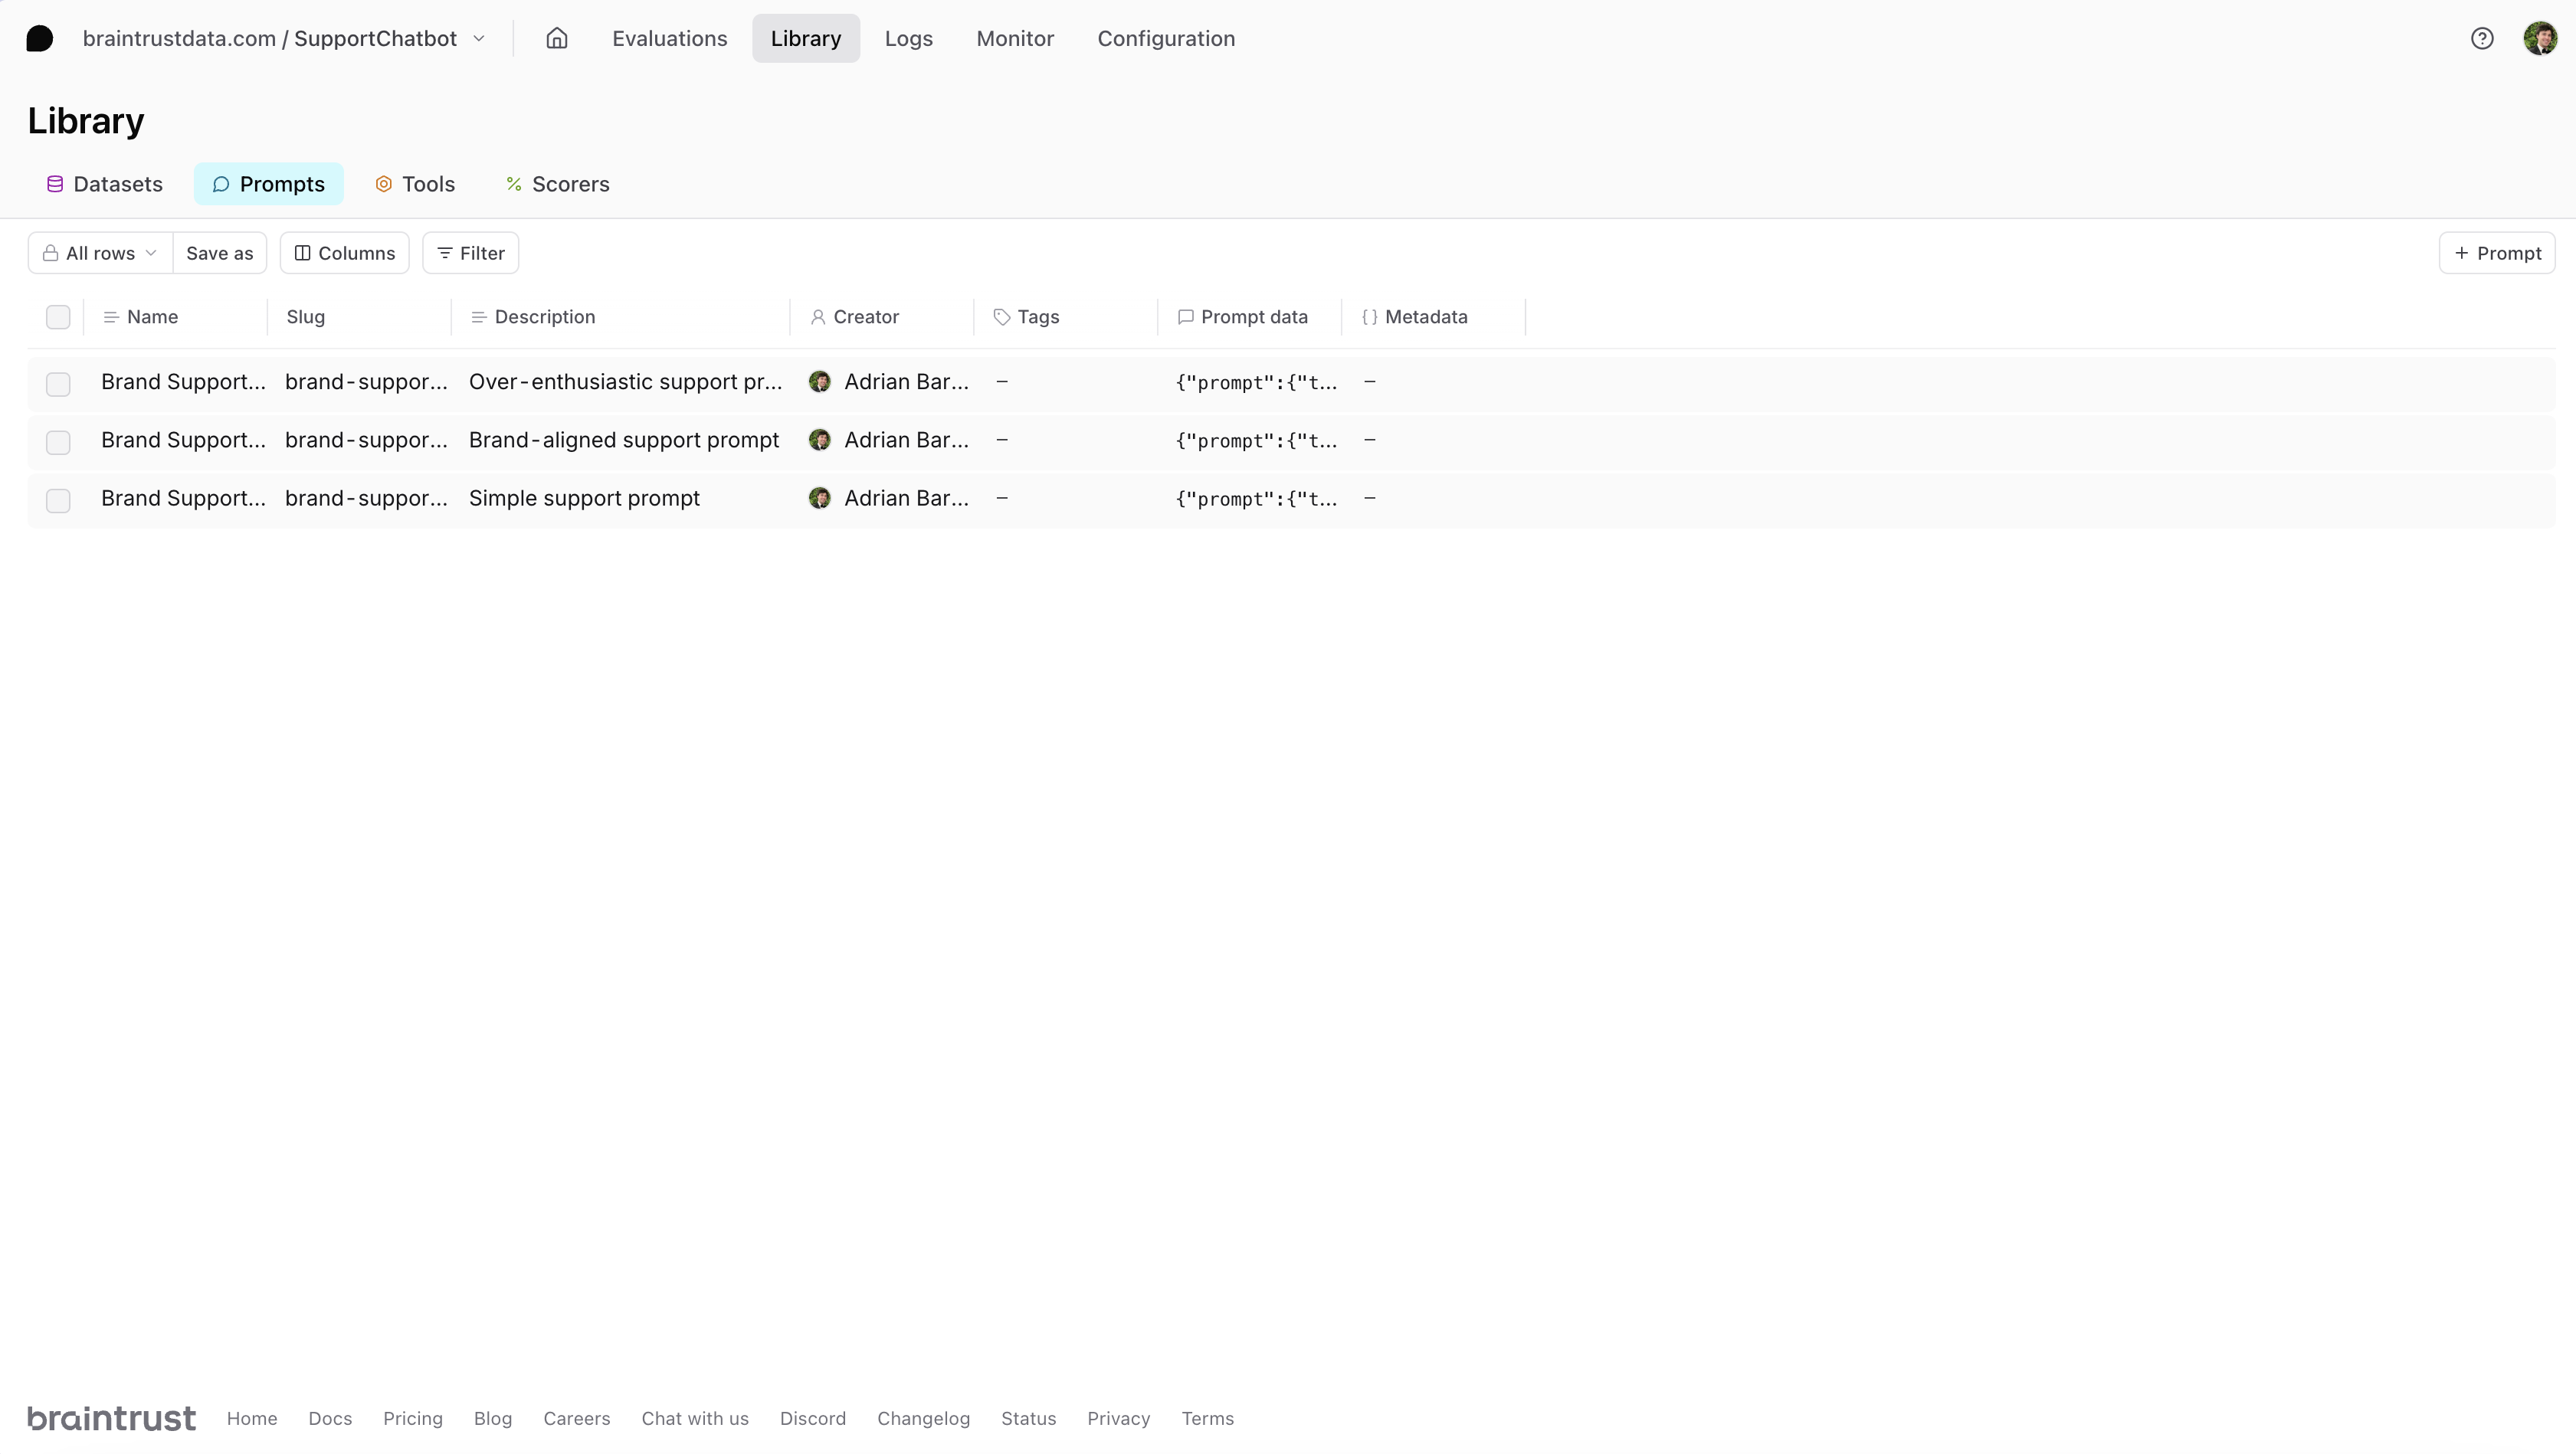 braintrustdata.com / SupportChatbot Evaluations Library Logs Monitor Configuration
Library
Datasets Prompts Tools Scorers
All rows Save as Columns Filter + Prompt
Name Slug Description Creator Tags Prompt data {} Metadata
Brand Support... brand-suppor... Over-enthusiastic support pr... Adrian Bar... – {"prompt":{"t... –
Brand Support... brand-suppor... Brand-aligned support prompt Adrian Bar... – {"prompt":{"t... –
Brand Support... brand-suppor... Simple support prompt Adrian Bar... – {"prompt":{"t... –
braintrust Home Docs Pricing Blog Careers Chat with us Discord Changelog Status Privacy Terms